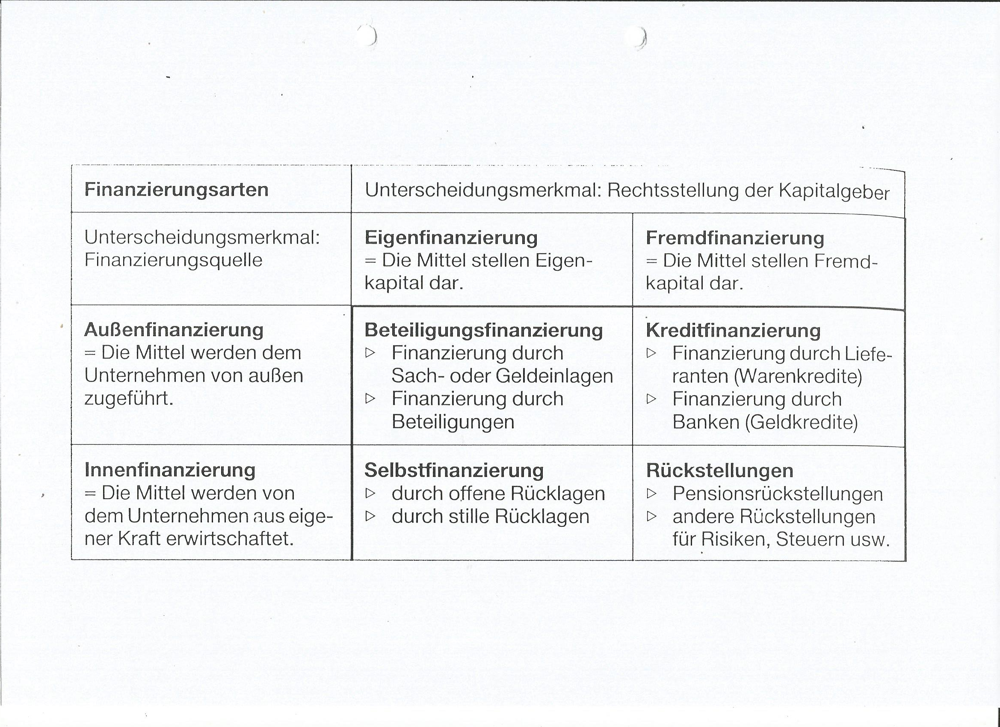 Finanzierungsarten
Unterscheidungsmerkmal: Rechtsstellung der Kapitalgeber
Unterscheidungsmerkmal:
Finanzierungsquelle
Eigenfinanzierung
= Die Mittel stellen Eigen-
kapital dar.
Fremdfinanzierung
= Die Mittel stellen Fremd-
kapital dar.
Außenfinanzierung
= Die Mittel werden dem
Unternehmen von außen
zugeführt.
Beteiligungsfinanzierung
▷ Finanzierung durch
Sach- oder Geldeinlagen
▷ Finanzierung durch
Beteiligungen
Kreditfinanzierung
▷ Finanzierung durch Liefe-
ranten (Warenkredite)
▷ Finanzierung durch
Banken (Geldkredite)
Innenfinanzierung
= Die Mittel werden von
dem Unternehmen aus eige-
ner Kraft erwirtschaftet.
Selbstfinanzierung
▷ durch offene Rücklagen
▷ durch stille Rücklagen
Rückstellungen
▷ Pensionsrückstellungen
▷ andere Rückstellungen
für Risiken, Steuern usw.